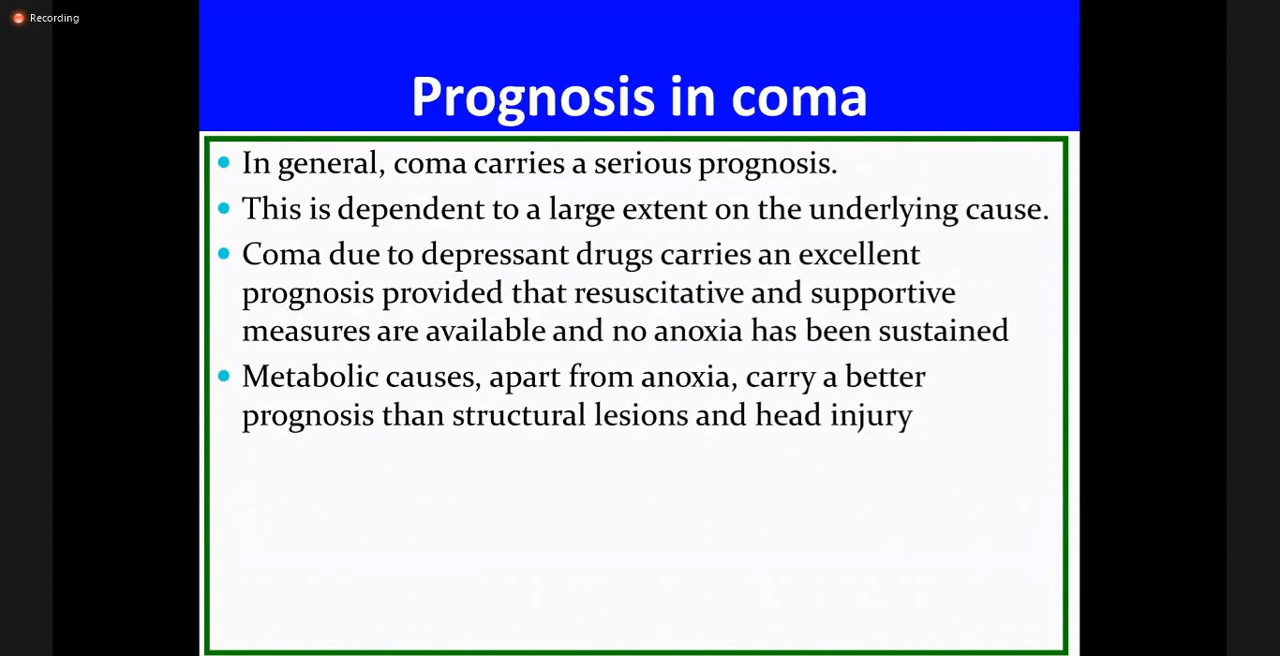 Recording
Prognosis in coma
In general, coma carries a serious prognosis.
This is dependent to a large extent on the underlying cause.
Coma due to depressant drugs carries an excellent
prognosis provided that resuscitative and supportive
measures are available and no anoxia has been sustained
Metabolic causes, apart from anoxia, carry a better
prognosis than structural lesions and head injury